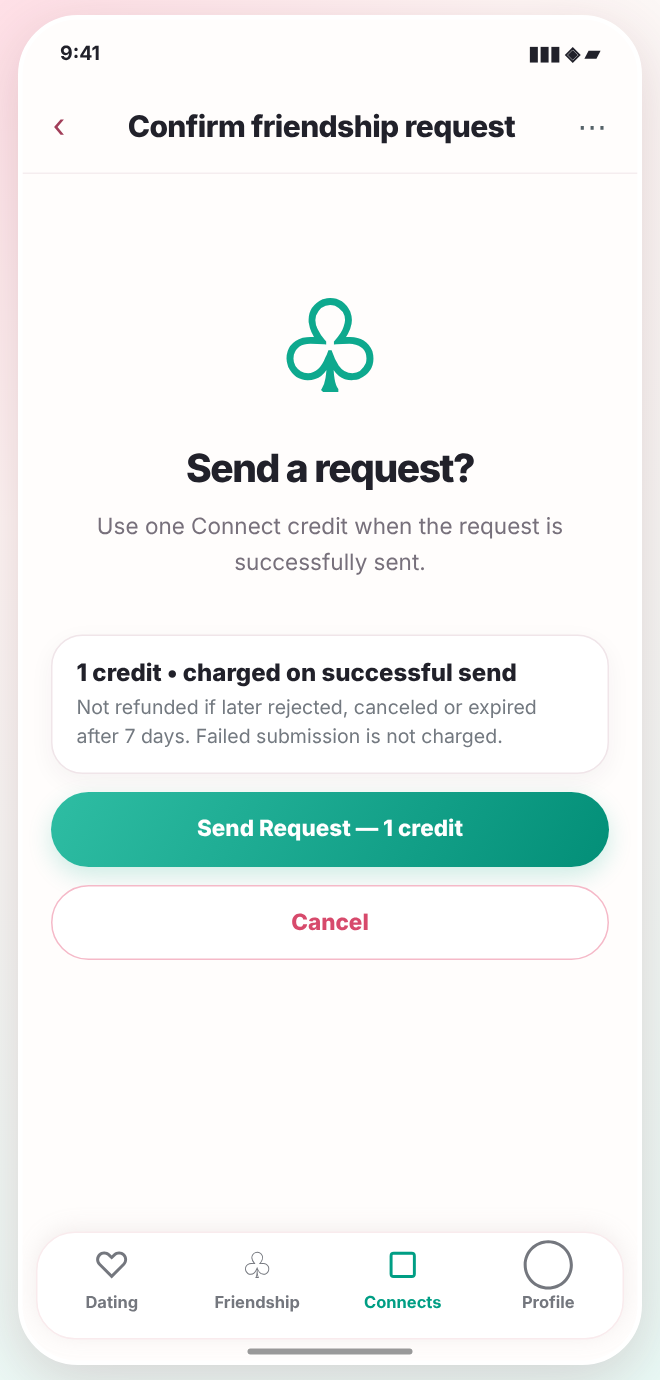 9:41
Confirm friendship request
Send a request?
Use one Connect credit when the request is
successfully sent.
1 credit • charged on successful send
Not refunded if later rejected, canceled or expired
after 7 days. Failed submission is not charged.
Send Request — 1 credit
Cancel
Dating Friendship Connects Profile